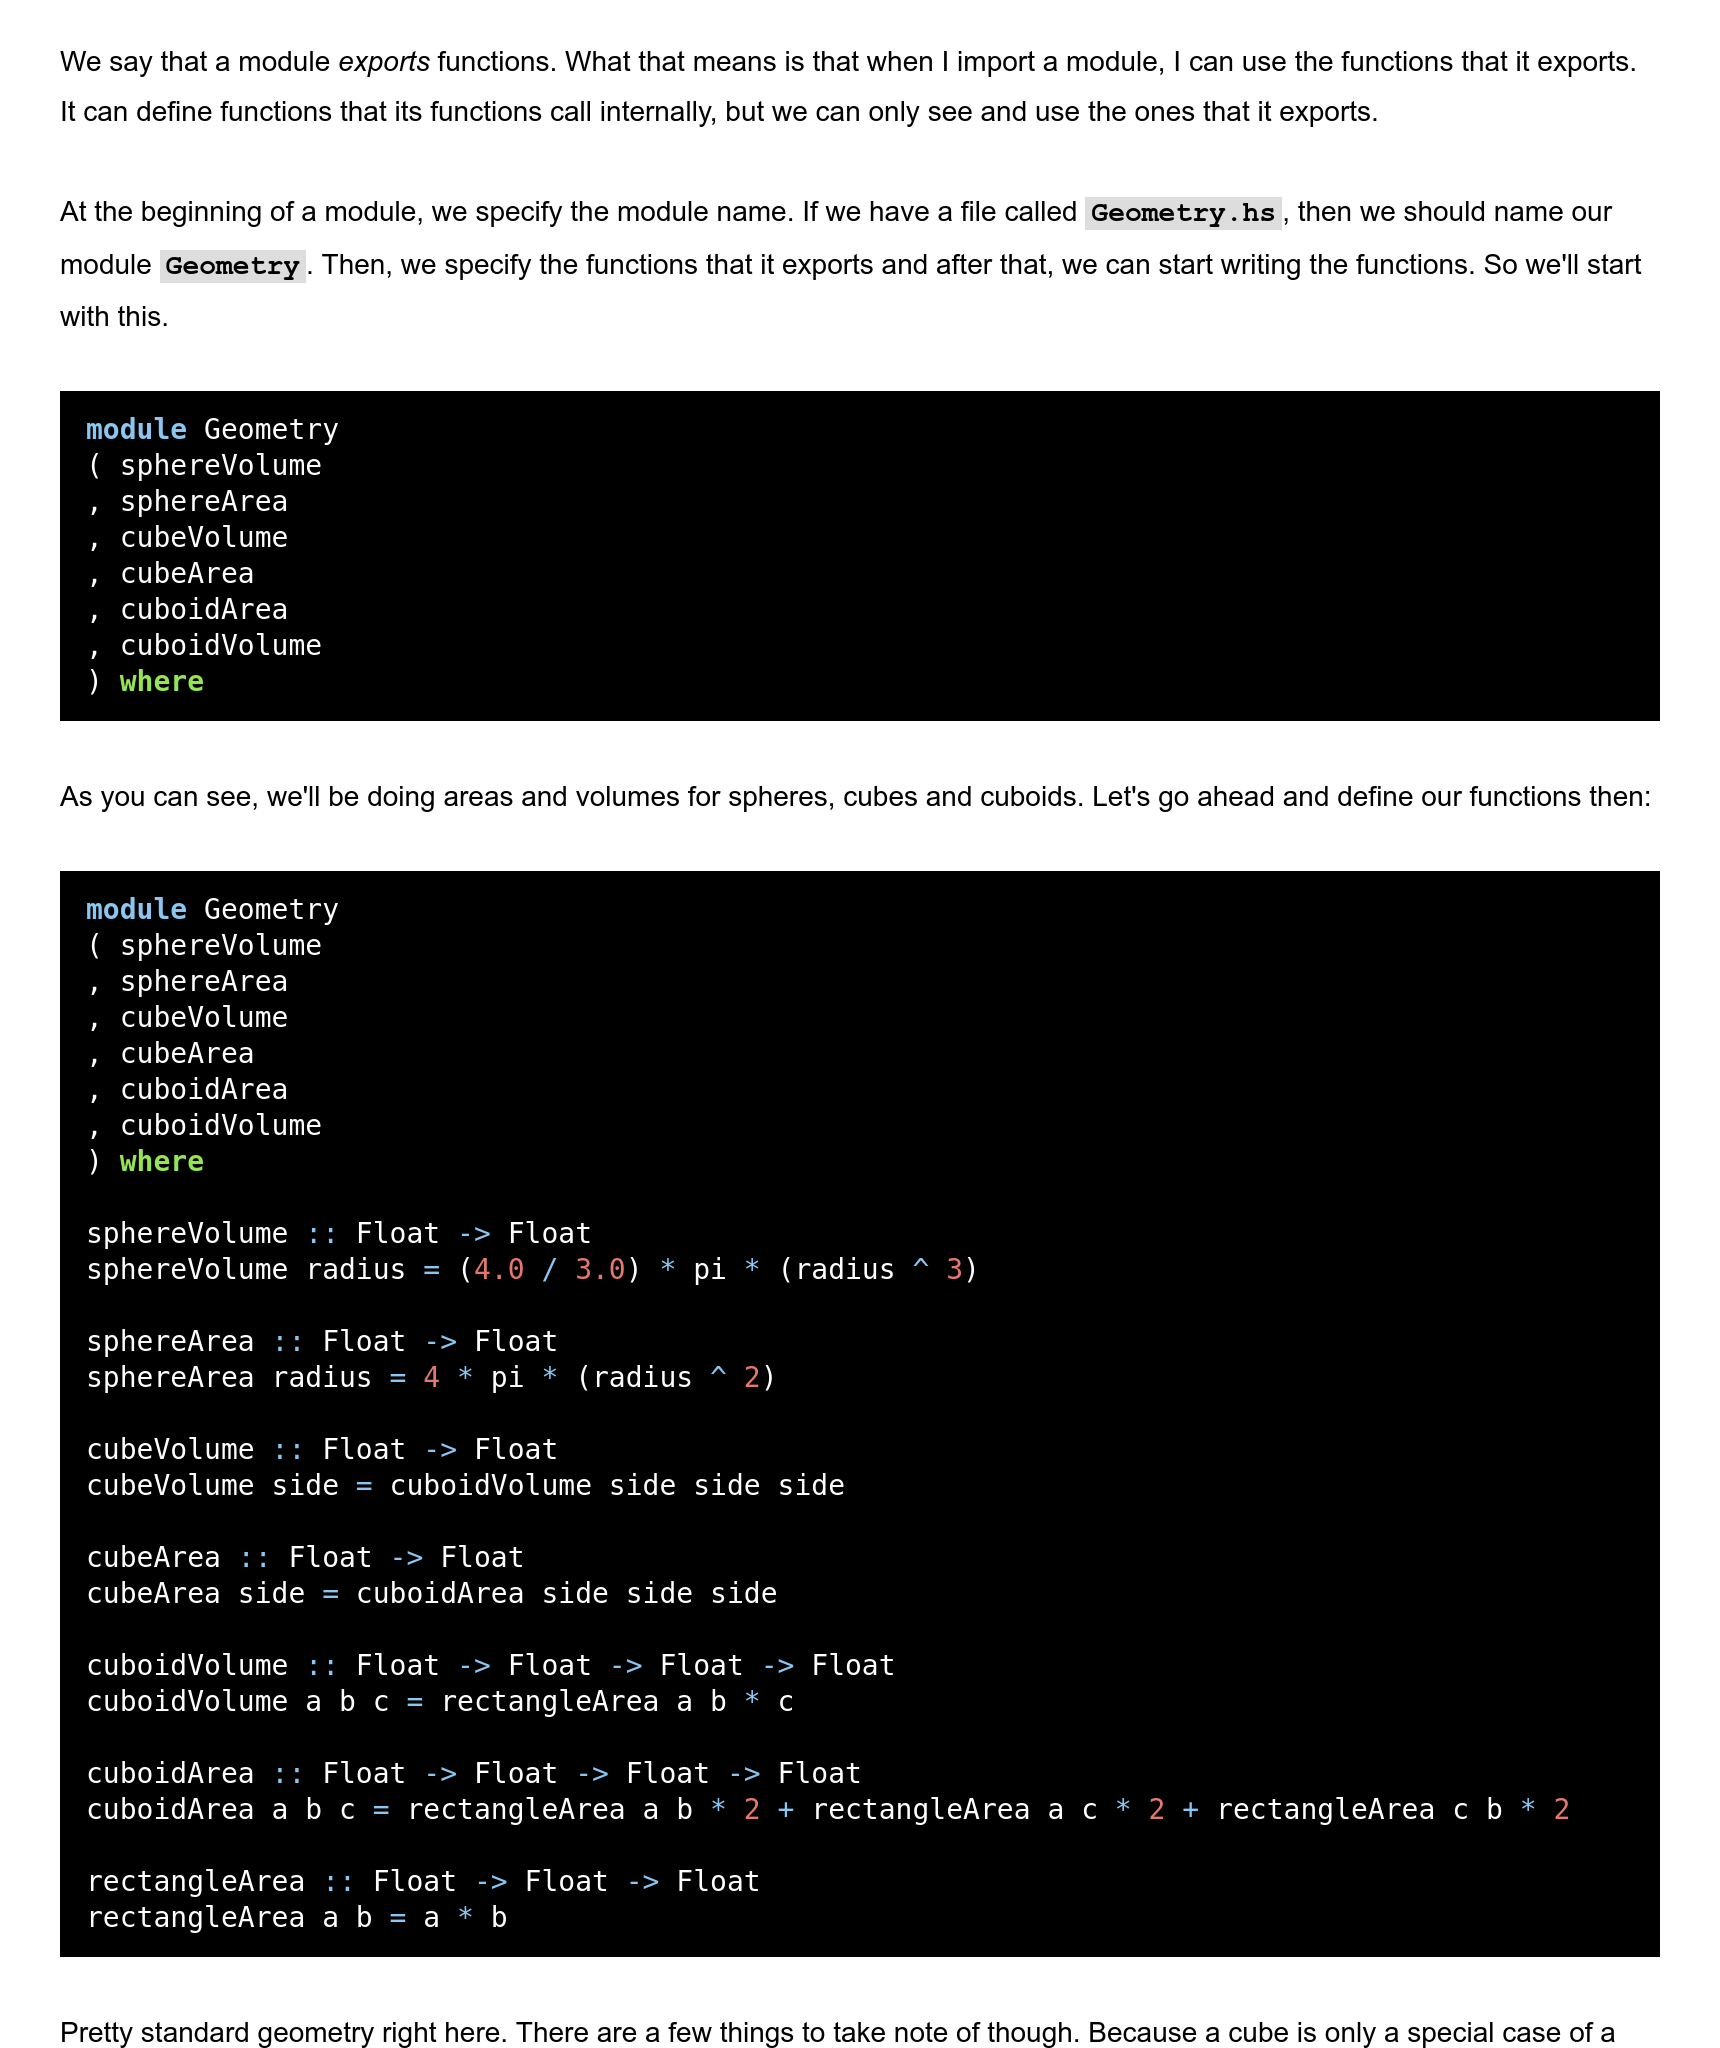 We say that a module exports functions. What that means is that when I import a module, I can use the functions that it exports.
It can define functions that its functions call internally, but we can only see and use the ones that it exports.
At the beginning of a module, we specify the module name. If we have a file called Geometry.hs, then we should name our
module Geometry. Then, we specify the functions that it exports and after that, we can start writing the functions. So we'll start
with this.
module Geometry
( sphereVolume
, sphereArea
, cubeVolume
, cubeArea
, cuboidArea
, cuboidVolume
) where
As you can see, we'll be doing areas and volumes for spheres, cubes and cuboids. Let's go ahead and define our functions then:
module Geometry
( sphereVolume
, sphereArea
, cubeVolume
, cubeArea
, cuboidArea
, cuboidVolume
) where
sphereVolume :: Float -> Float
sphereVolume radius = (4.0 / 3.0) * pi * (radius ^ 3)
sphereArea :: Float -> Float
sphereArea radius = 4 * pi * (radius ^ 2)
cubeVolume :: Float -> Float
cubeVolume side = cuboidVolume side side side
cubeArea :: Float -> Float
cubeArea side = cuboidArea side side side
cuboidVolume :: Float -> Float -> Float -> Float
cuboidVolume a b c = rectangleArea a b * c
cuboidArea :: Float -> Float -> Float -> Float
cuboidArea a b c = rectangleArea a b * 2 + rectangleArea a c * 2 + rectangleArea c b * 2
rectangleArea :: Float -> Float -> Float
rectangleArea a b = a * b
Pretty standard geometry right here. There are a few things to take note of though. Because a cube is only a special case of a